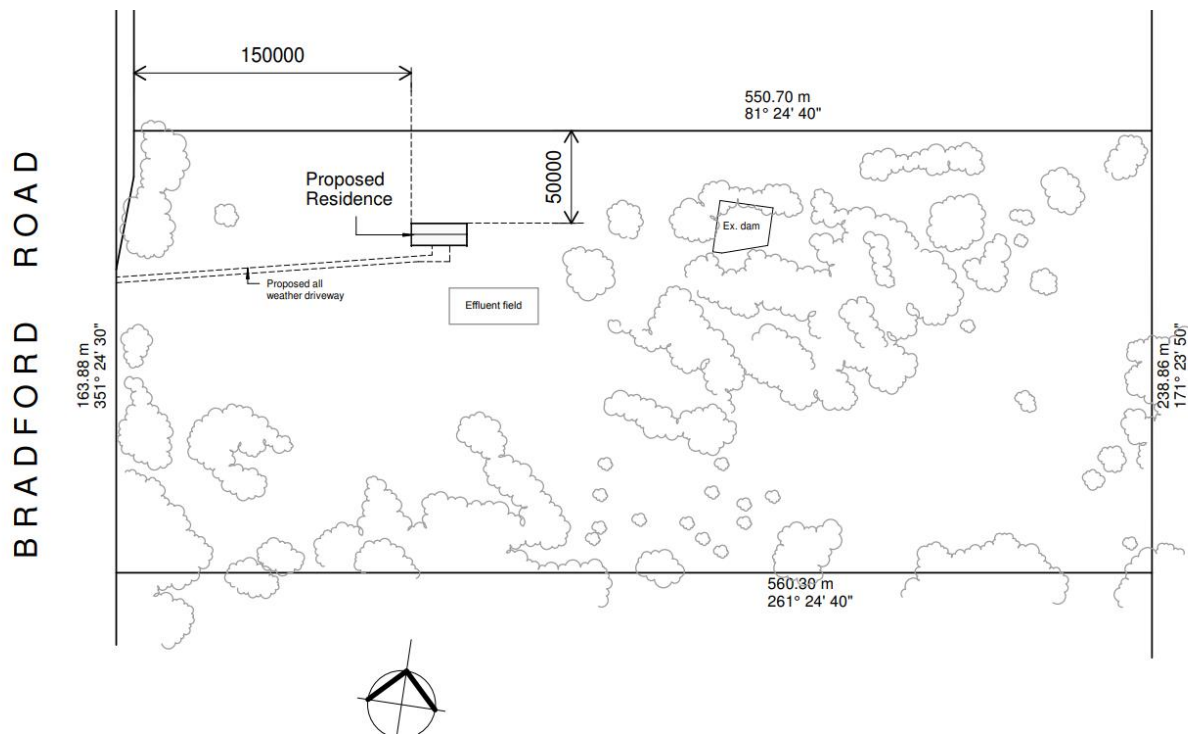 150000
550.70 m
81° 24' 40"
BRADFORD ROAD
Proposed
Residence
50000
Ex. dam
Proposed all
weather driveway
Effluent field
163.88 m
351° 24' 30"
238.86 m
171° 23' 50"
560.30 m
261° 24' 40"